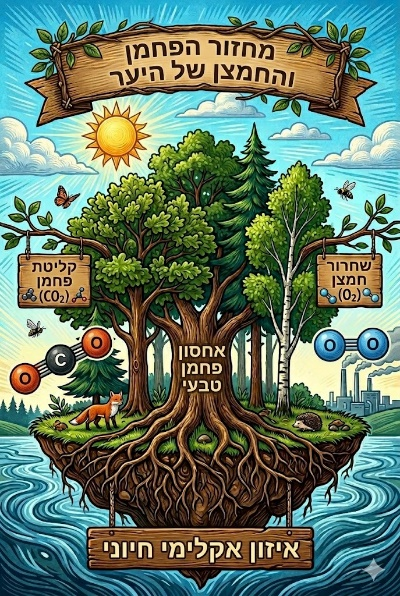 מחזור הפחמן
והחמצן של היער
קליטת
פחמן
(CO₂)
שחרור
חמצן
(O₂)
O C O
O O
אחסון
פחמן
טבעי
איזון אקלימי חיוני